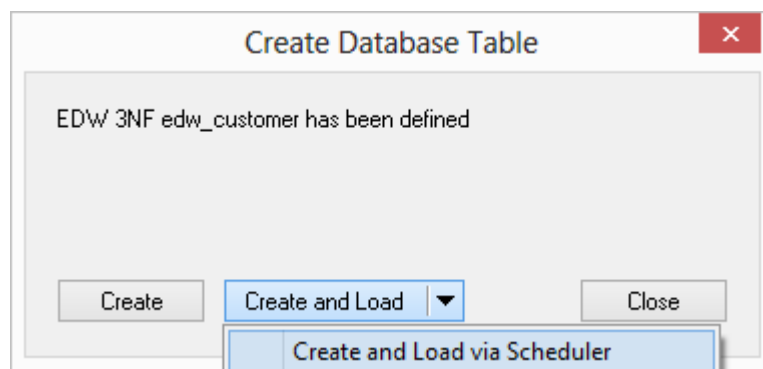 Create Database Table
EDW 3NF edw_customer has been defined
Create Create and Load Close
Create and Load via Scheduler